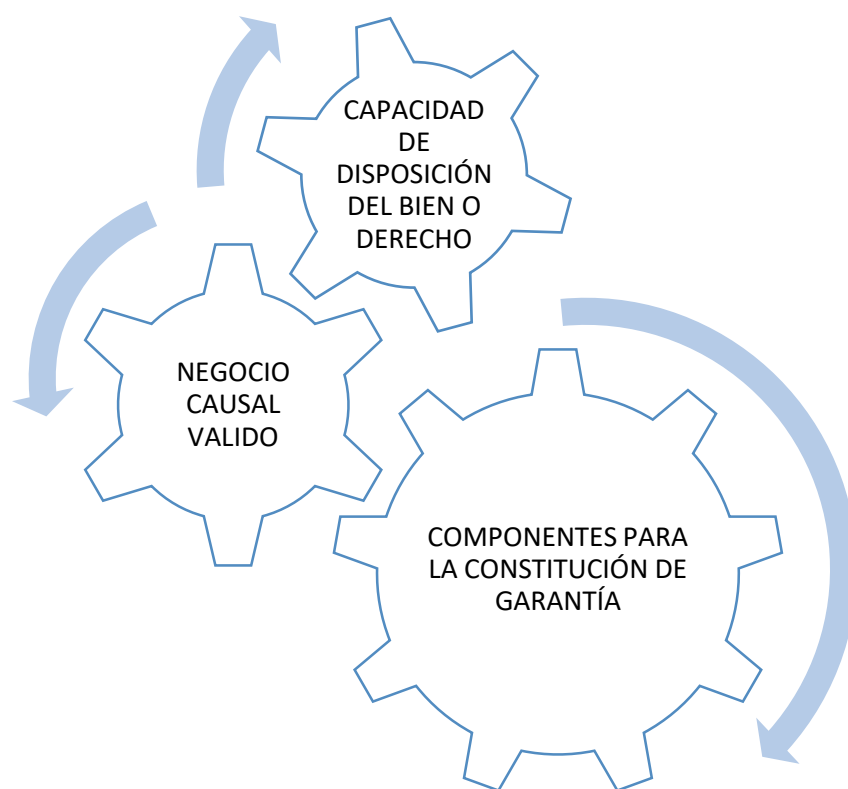 CAPACIDAD
DE
DISPOSICIÓN
DEL BIEN O
DERECHO
NEGOCIO
CAUSAL
VALIDO
COMPONENTES PARA
LA CONSTITUCIÓN DE
GARANTÍA